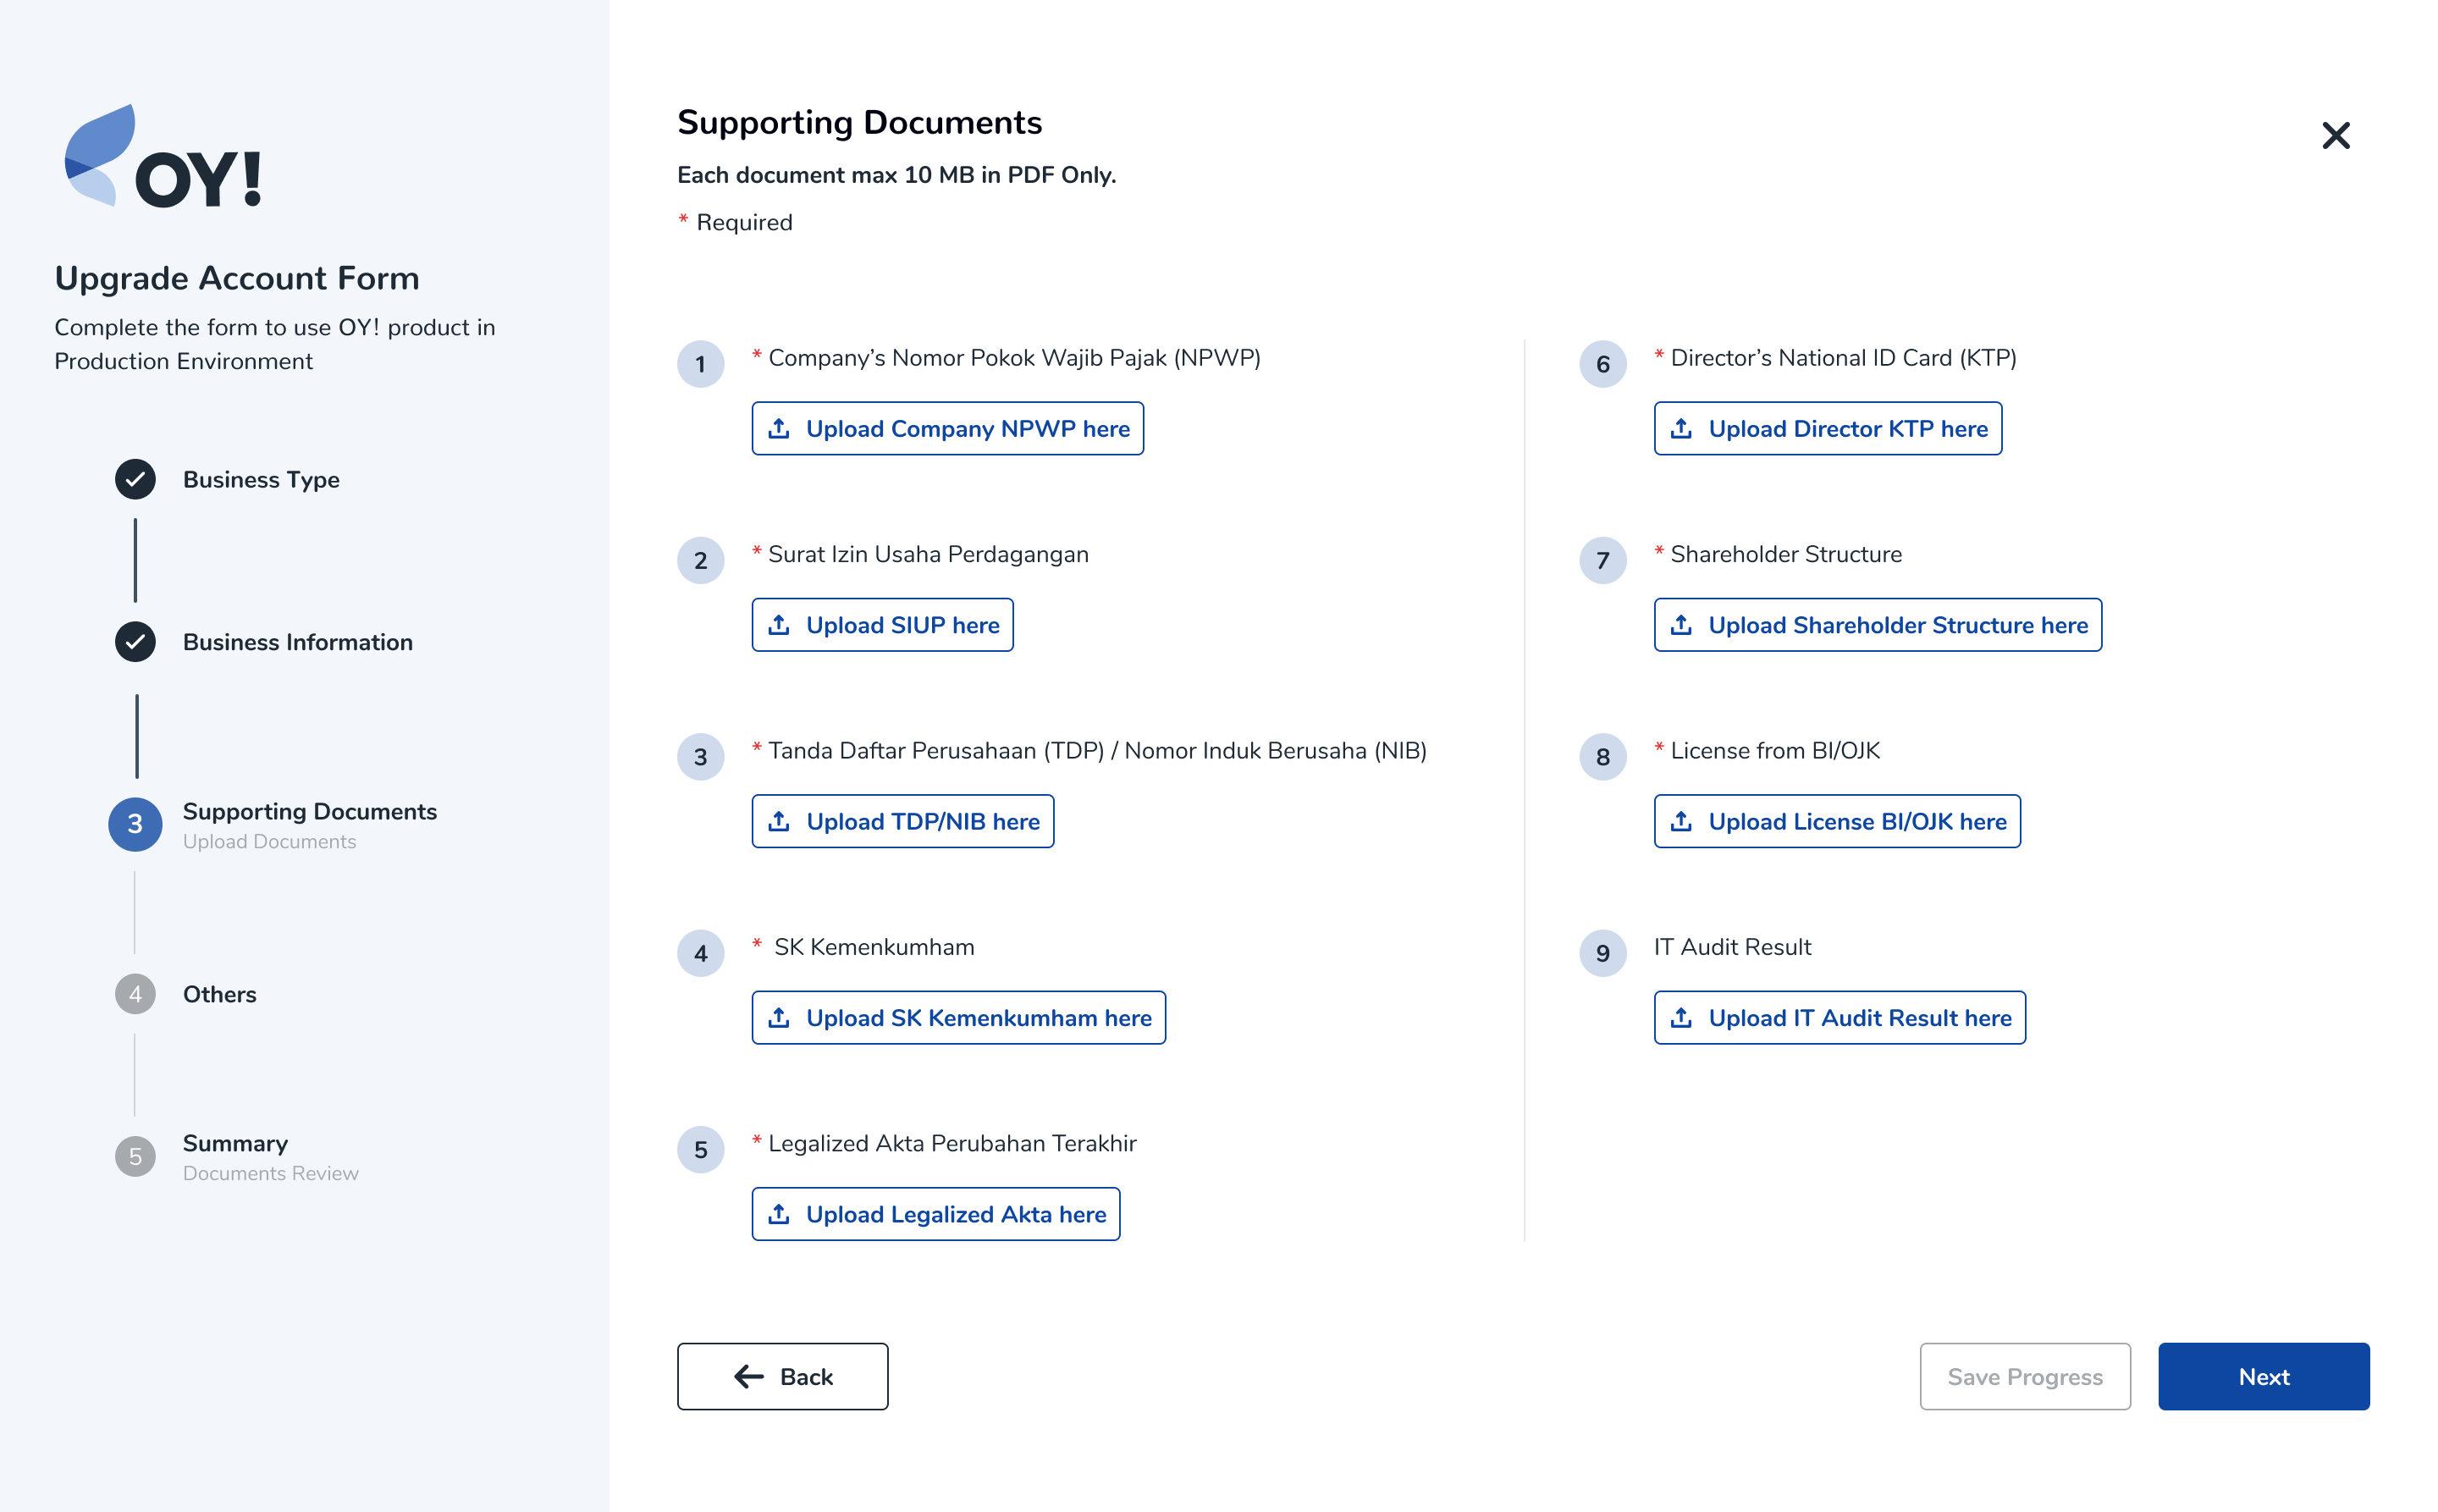 OY!
Upgrade Account Form
Complete the form to use OY! product in
Production Environment
Business Type
Business Information
3
Supporting Documents
Upload Documents
4
Others
5
Summary
Documents Review
Supporting Documents
Each document max 10 MB in PDF Only.
* Required
1
* Company’s Nomor Pokok Wajib Pajak (NPWP)
Upload Company NPWP here
2
* Surat Izin Usaha Perdagangan
Upload SIUP here
3
* Tanda Daftar Perusahaan (TDP) / Nomor Induk Berusaha (NIB)
Upload TDP/NIB here
4
* SK Kemenkumham
Upload SK Kemenkumham here
5
* Legalized Akta Perubahan Terakhir
Upload Legalized Akta here
6
* Director’s National ID Card (KTP)
Upload Director KTP here
7
* Shareholder Structure
Upload Shareholder Structure here
8
* License from BI/OJK
Upload License BI/OJK here
9
IT Audit Result
Upload IT Audit Result here
Back
Save Progress
Next